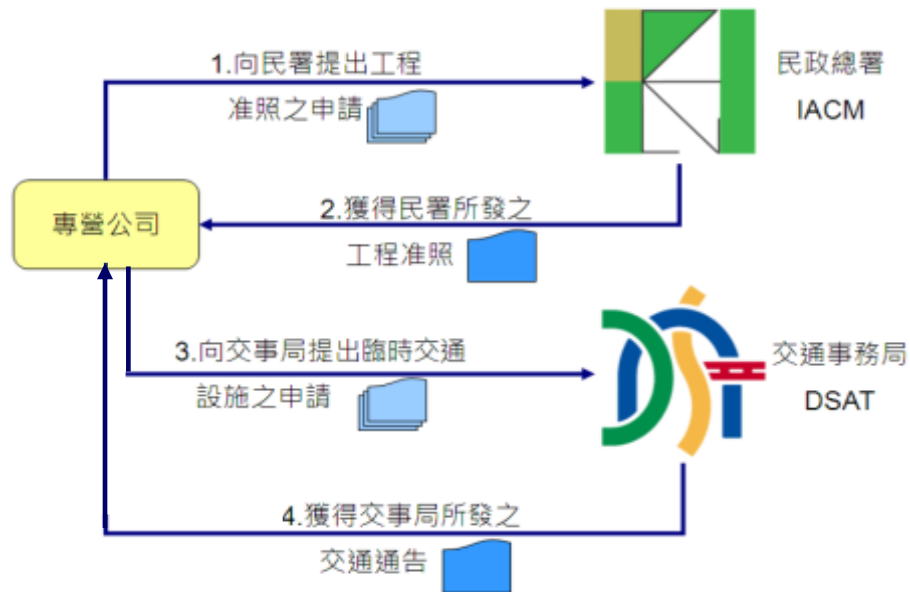 1.向民署提出工程
准照之申請
民政總署
IACM
專營公司
2.獲得民署所發之
工程准照
3.向交事局提出臨時交通
設施之申請
交通事務局
DSAT
4.獲得交事局所發之
交通通告